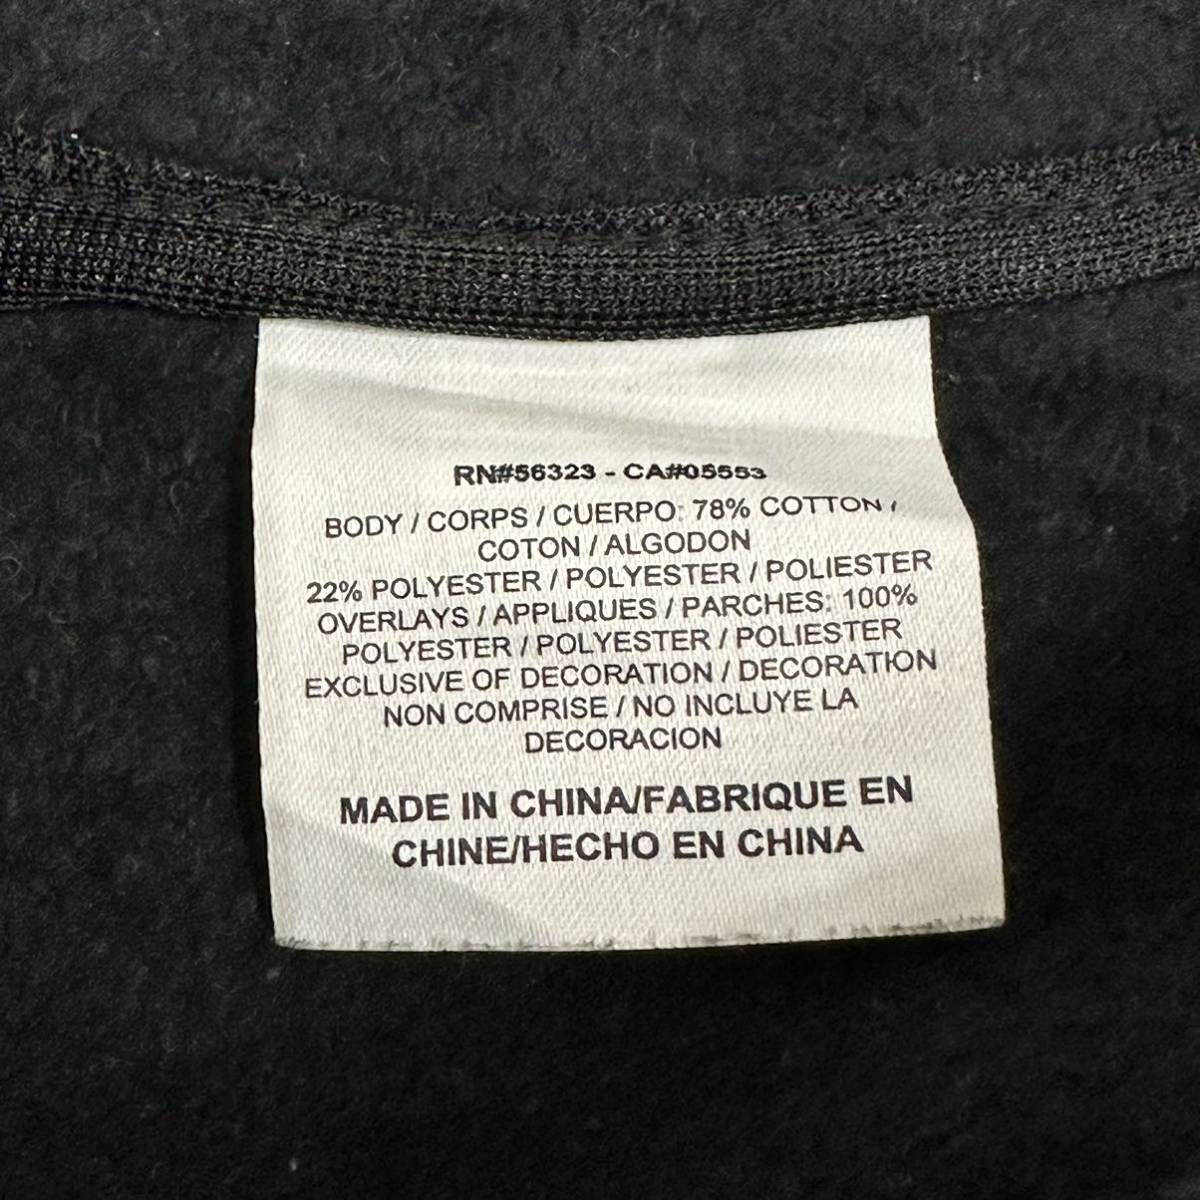 RN#56323 - CA#05553
BODY / CORPS / CUERPO: 78% COTTON /
COTON / ALGODON
22% POLYESTER / POLYESTER / POLIESTER
OVERLAYS / APPLIQUES / PARCHES: 100%
POLYESTER / POLYESTER / POLIESTER
EXCLUSIVE OF DECORATION / DECORATION
NON COMPRISE / NO INCLUYE LA
DECORACION
MADE IN CHINA/FABRIQUE EN
CHINE/HECHO EN CHINA